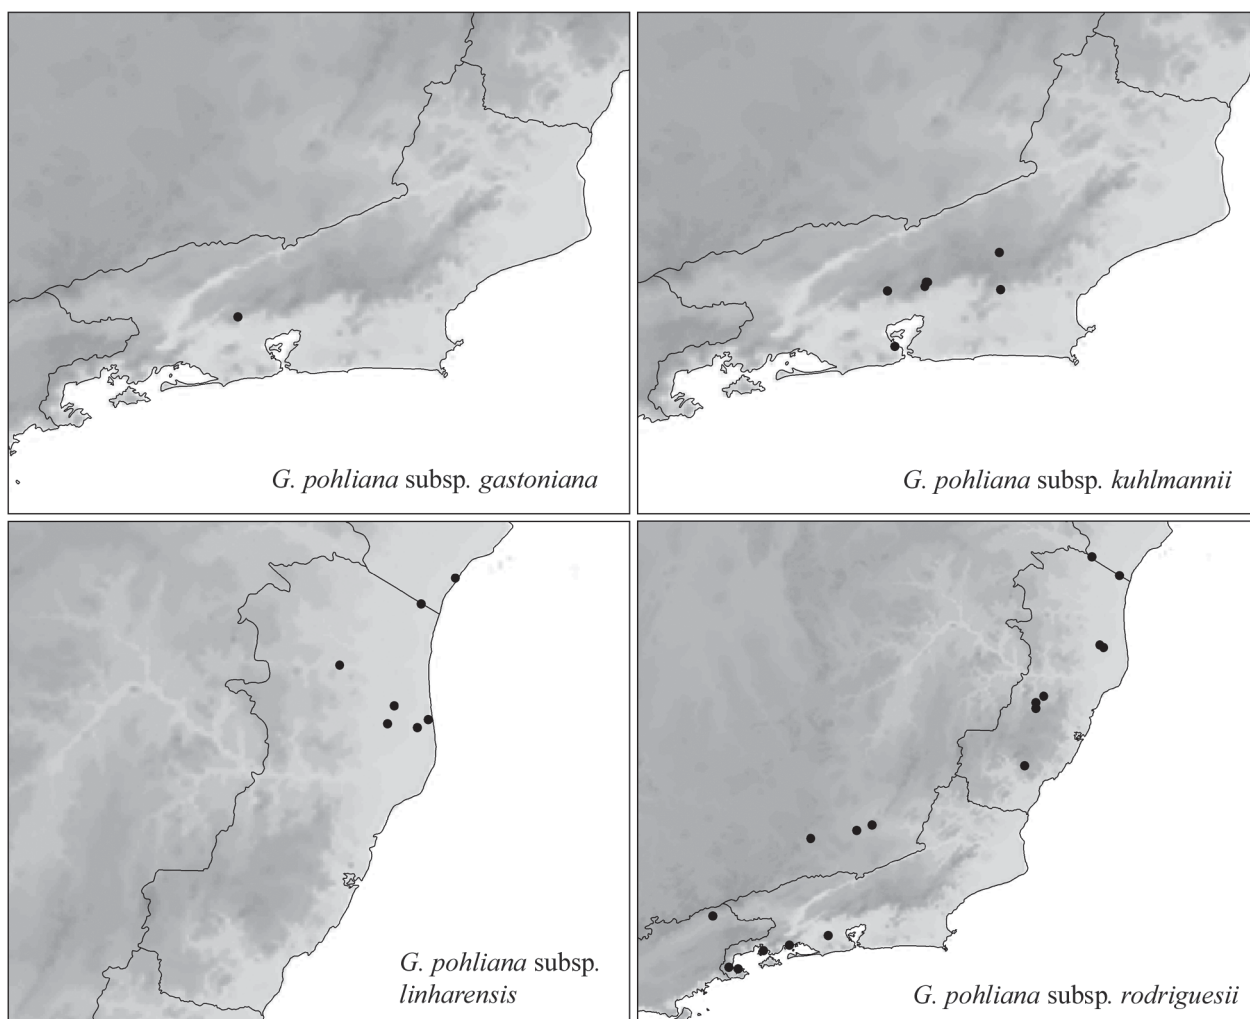 G. pohliana subsp. gastoniana
G. pohliana subsp. kuhlmannii
G. pohliana subsp.
linharensis
G. pohliana subsp. rodriguesii